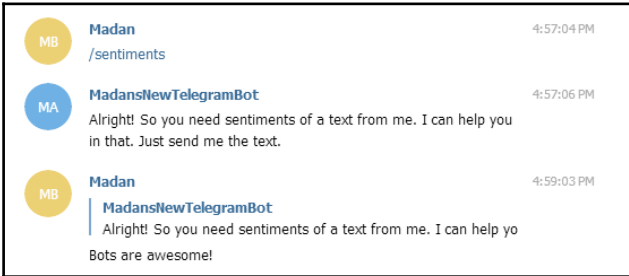 MB
Madan
4:57:04 PM
/sentiments
MA
MadansNewTelegramBot
4:57:06 PM
Alright! So you need sentiments of a text from me. I can help you
in that. Just send me the text.
MB
Madan
4:59:03 PM
MadansNewTelegramBot
Alright! So you need sentiments of a text from me. I can help yo
Bots are awesome!